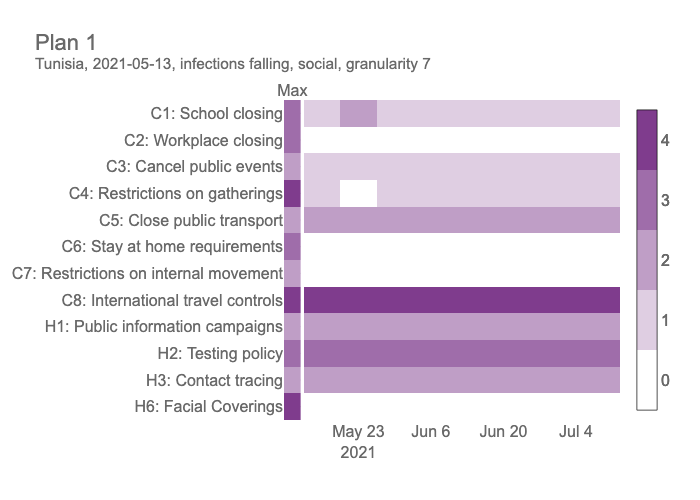 Plan 1
Tunisia, 2021-05-13, infections falling, social, granularity 7
Max
C1: School closing
C2: Workplace closing
C3: Cancel public events
C4: Restrictions on gatherings
C5: Close public transport
C6: Stay at home requirements
C7: Restrictions on internal movement
C8: International travel controls
H1: Public information campaigns
H2: Testing policy
H3: Contact tracing
H6: Facial Coverings
May 23 Jun 6 Jun 20 Jul 4
2021
4
3
2
1
0